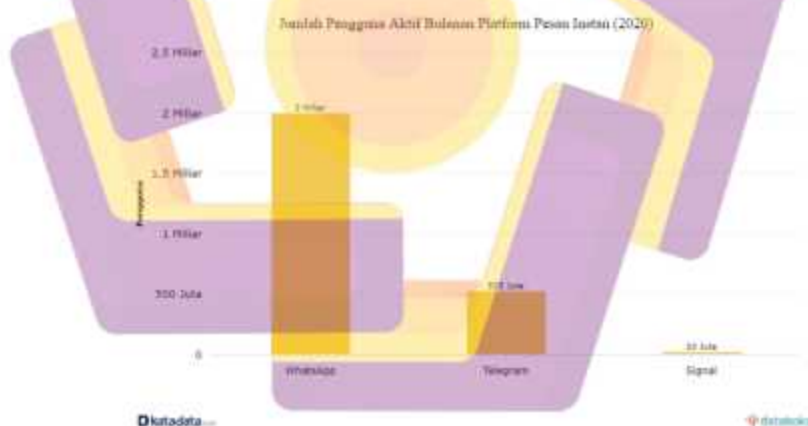 Jumlah Pengguna Aktif Bulanan Platform Pesan Instan (2020)
2,5 Miliar
2 Miliar
2 Miliar
1,5 Miliar
Pengguna
1 Miliar
500 Juta
Juta
20 Juta
0
WhatsApp
Telegram
Signal
katadata